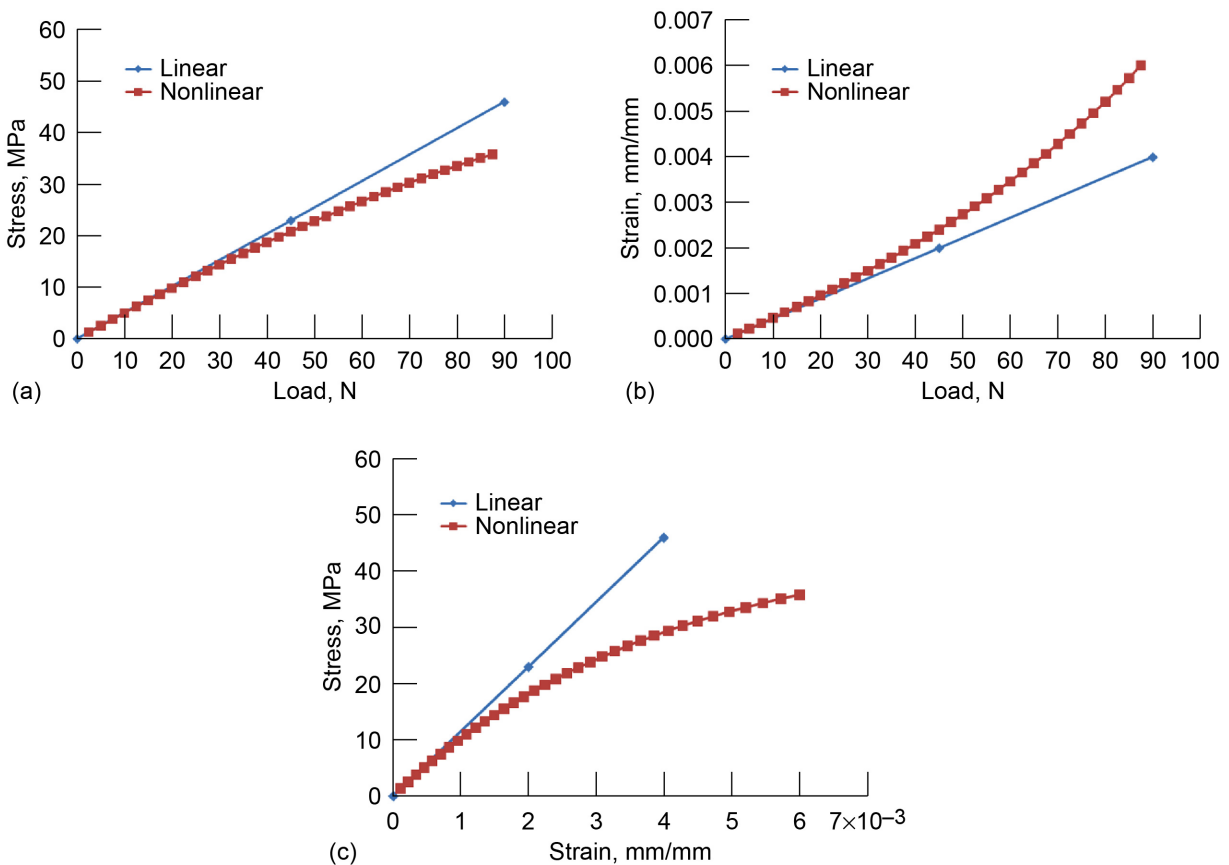 60
50
40
30
20
10
0
Stress, MPa
Linear
Nonlinear
0 10 20 30 40 50 60 70 80 90 100
Load, N
(a)
0.007
0.006
0.005
0.004
0.003
0.002
0.001
0.000
Strain, mm/mm
Linear
Nonlinear
0 10 20 30 40 50 60 70 80 90 100
Load, N
(b)
60
50
40
30
20
10
0
Stress, MPa
Linear
Nonlinear
0 1 2 3 4 5 6 7×10⁻³
Strain, mm/mm
(c)